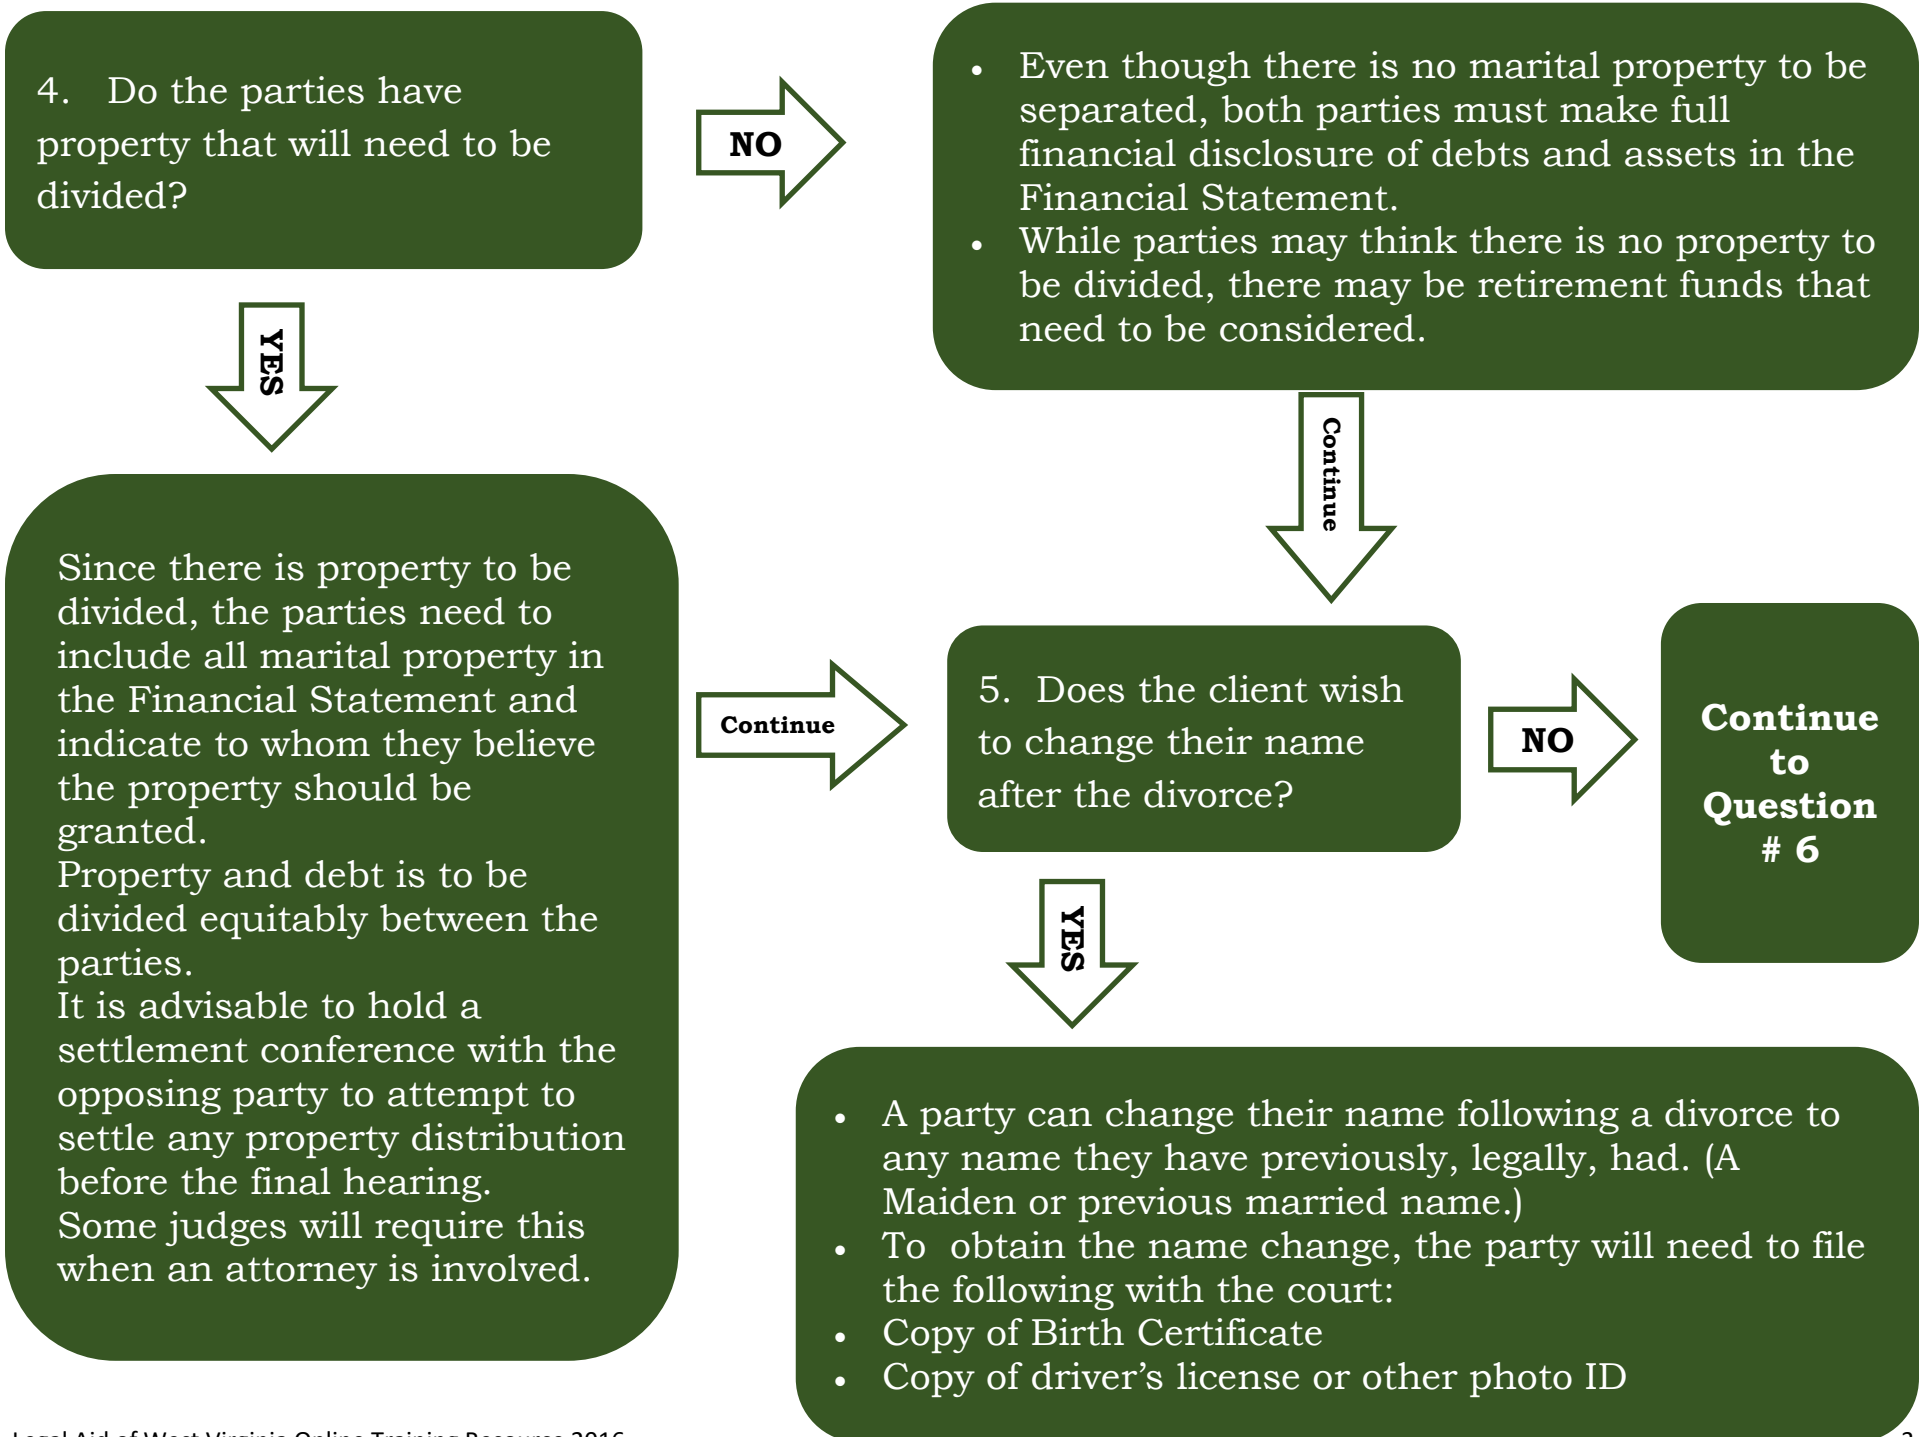 4. Do the parties have
property that will need to be
divided?
NO
• Even though there is no marital property to be
separated, both parties must make full
financial disclosure of debts and assets in the
Financial Statement.
• While parties may think there is no property to
be divided, there may be retirement funds that
need to be considered.
YES
Continue
Since there is property to be
divided, the parties need to
include all marital property in
the Financial Statement and
indicate to whom they believe
the property should be
granted.
Property and debt is to be
divided equitably between the
parties.
It is advisable to hold a
settlement conference with the
opposing party to attempt to
settle any property distribution
before the final hearing.
Some judges will require this
when an attorney is involved.
Continue
5. Does the client wish
to change their name
after the divorce?
NO
Continue
to
Question
# 6
YES
• A party can change their name following a divorce to
any name they have previously, legally, had. (A
Maiden or previous married name.)
• To obtain the name change, the party will need to file
the following with the court:
• Copy of Birth Certificate
• Copy of driver’s license or other photo ID
Legal Aid of West Virginia Online Training Resource 2016